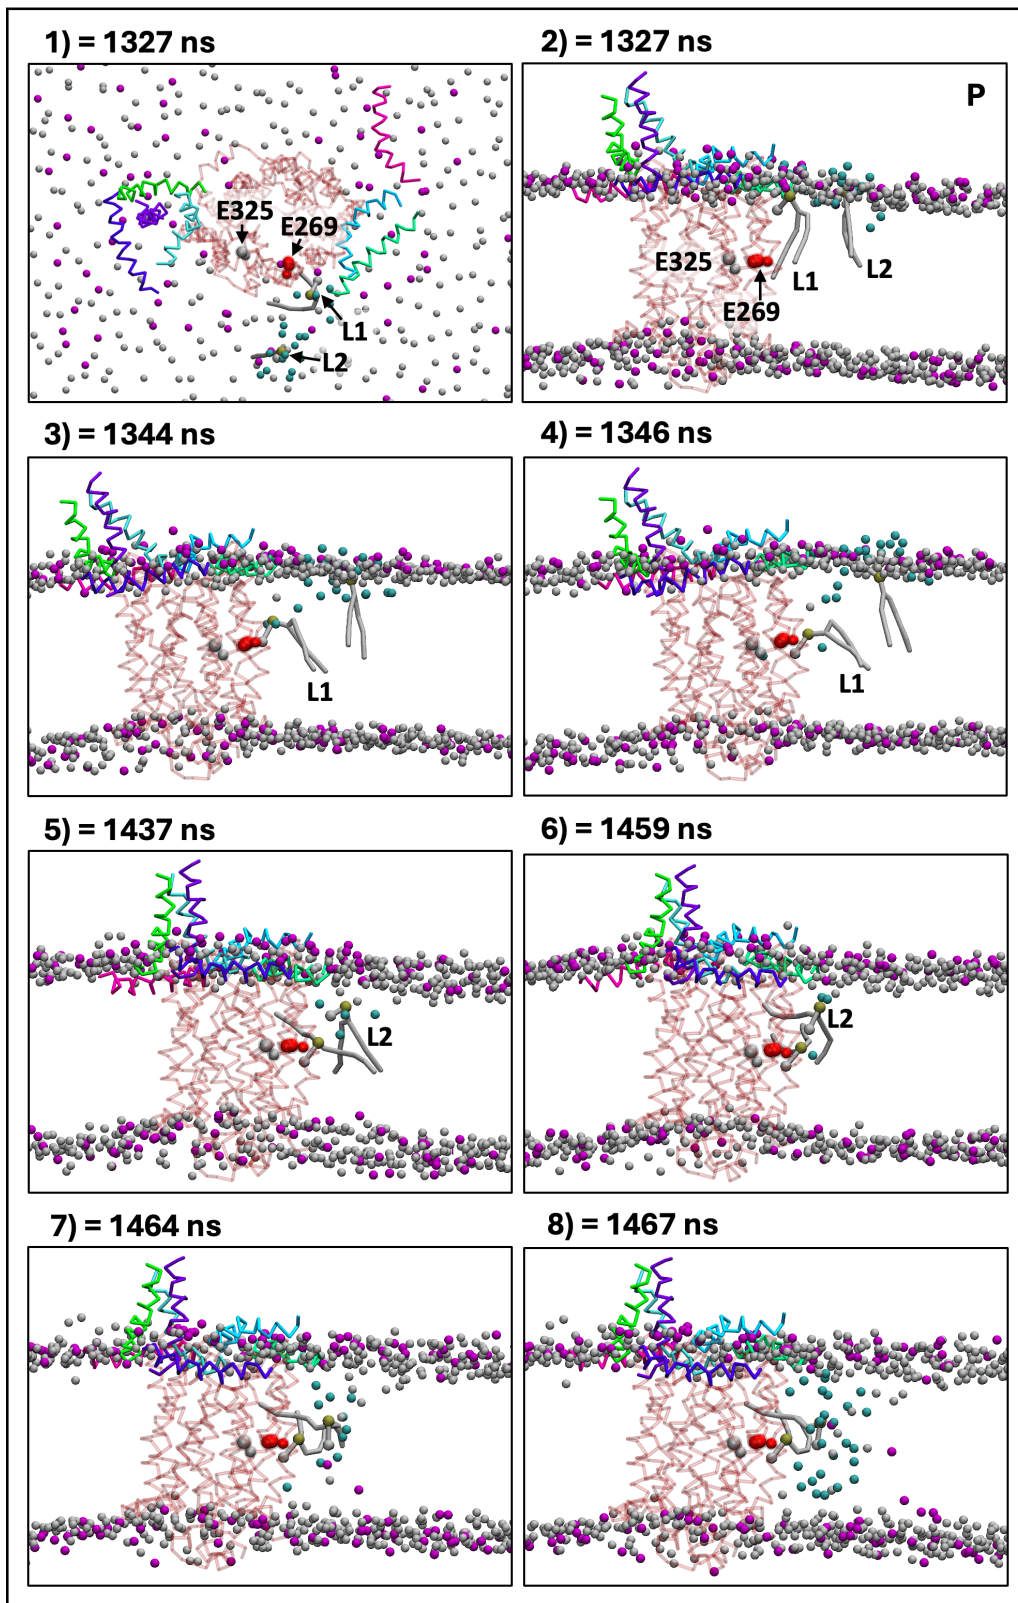 1) = 1327 ns
E325
E269
L1
L2
2) = 1327 ns
P
E325
E269
L1
L2
3) = 1344 ns
L1
4) = 1346 ns
L1
5) = 1437 ns
L2
6) = 1459 ns
L2
7) = 1464 ns
8) = 1467 ns